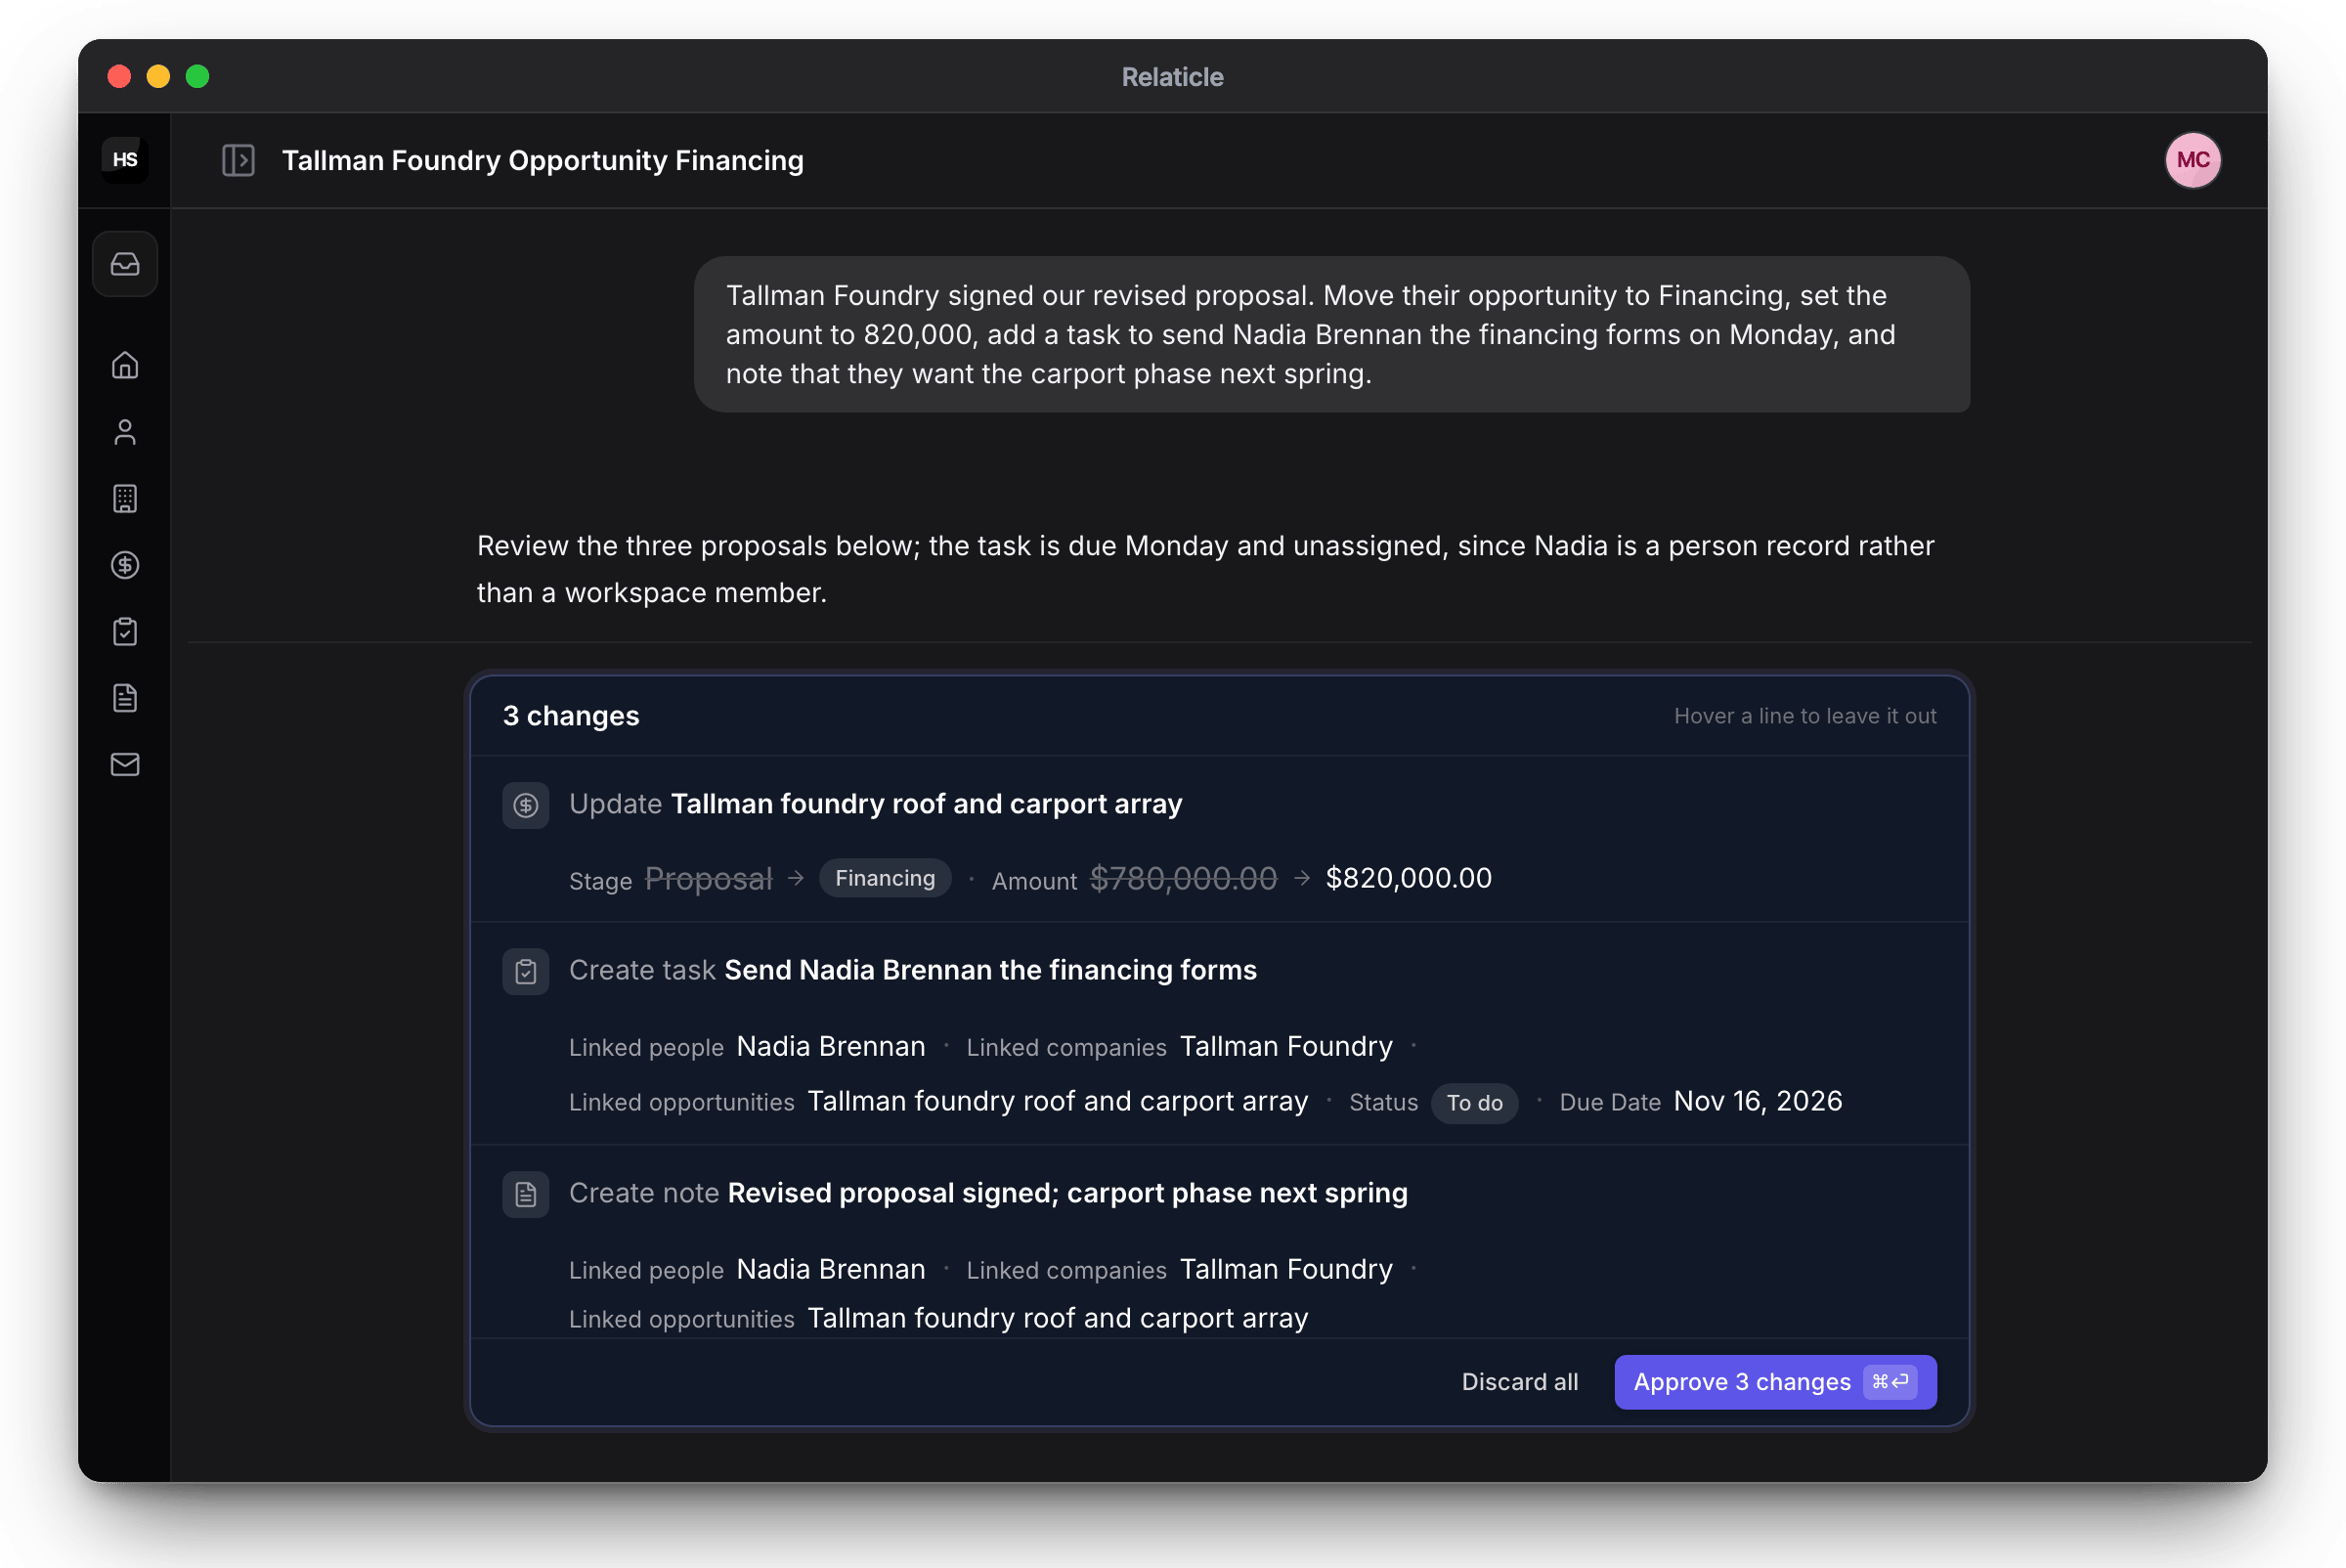 Relaticle
HS
Tallman Foundry Opportunity Financing
MC
Tallman Foundry signed our revised proposal. Move their opportunity to Financing, set the
amount to 820,000, add a task to send Nadia Brennan the financing forms on Monday, and
note that they want the carport phase next spring.
Review the three proposals below; the task is due Monday and unassigned, since Nadia is a person record rather
than a workspace member.
3 changes
Hover a line to leave it out
Update Tallman foundry roof and carport array
Stage Proposal → Financing · Amount $780,000.00 → $820,000.00
Create task Send Nadia Brennan the financing forms
Linked people Nadia Brennan · Linked companies Tallman Foundry ·
Linked opportunities Tallman foundry roof and carport array · Status To do · Due Date Nov 16, 2026
Create note Revised proposal signed; carport phase next spring
Linked people Nadia Brennan · Linked companies Tallman Foundry ·
Linked opportunities Tallman foundry roof and carport array
Discard all
Approve 3 changes ⌘↩